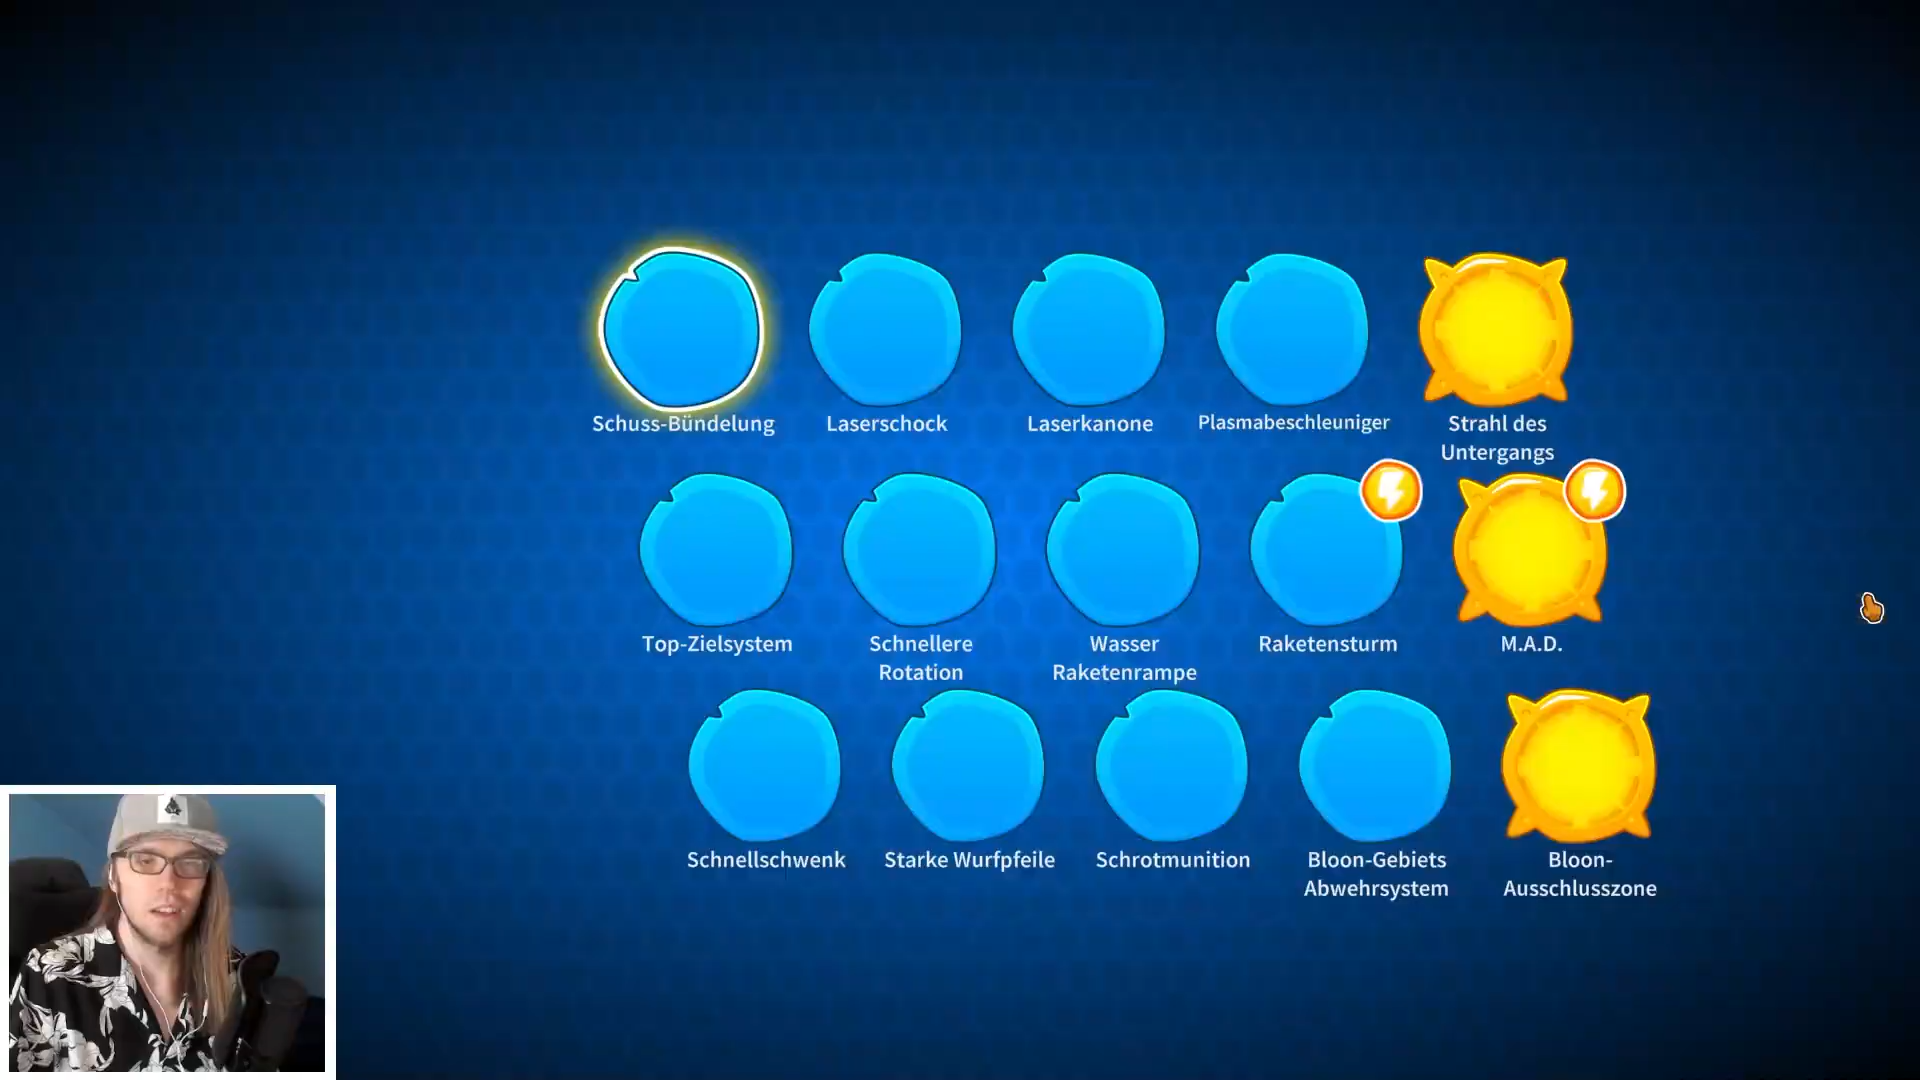 Schuss-Bündelung
Laserschock
Laserkanone
Plasmabeschleuniger
Strahl des
Untergangs
Top-Zielsystem
Schnellere
Rotation
Wasser
Raketenrampe
Raketensturm
M.A.D.
Schnellschwenk
Starke Wurfpfeile
Schrotmunition
Bloon-Gebiets
Abwehrsystem
Bloon-
Ausschlusszone